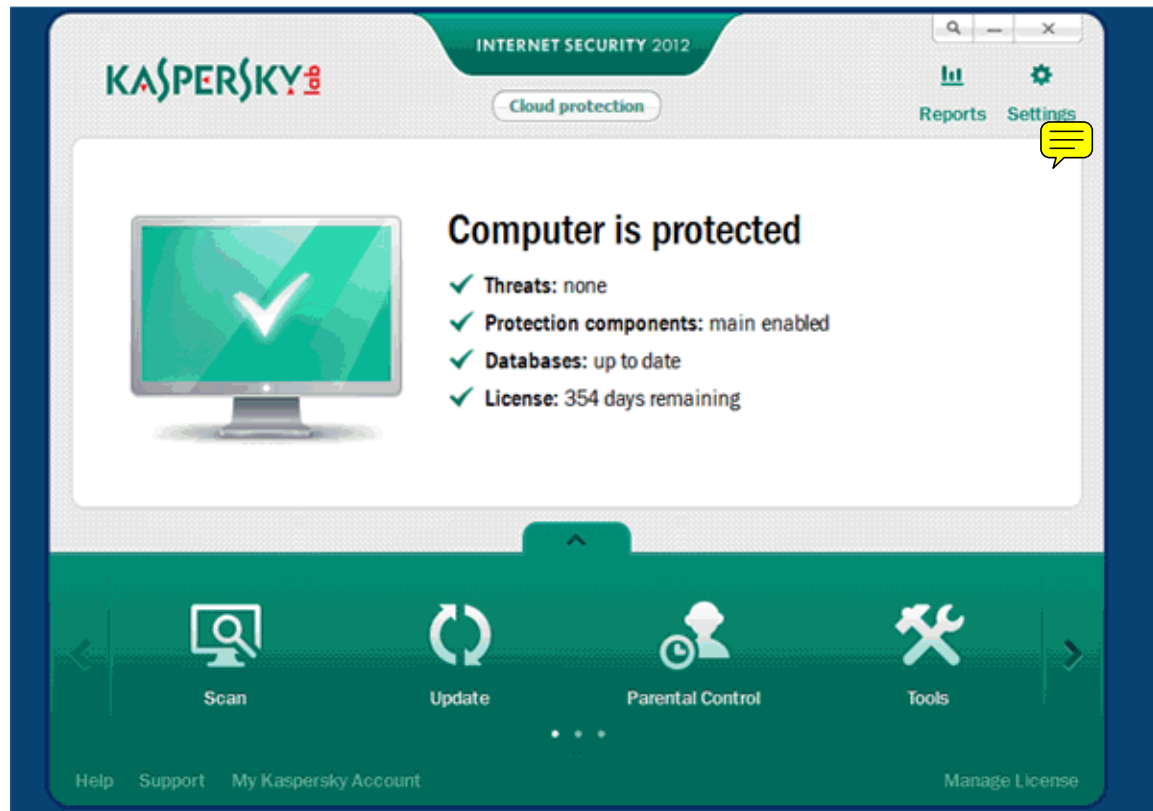 INTERNET SECURITY 2012
KASPERSKY lab
Cloud protection
Reports Settings
Computer is protected
Threats: none
Protection components: main enabled
Databases: up to date
License: 354 days remaining
Scan Update Parental Control Tools
Help Support My Kaspersky Account Manage License